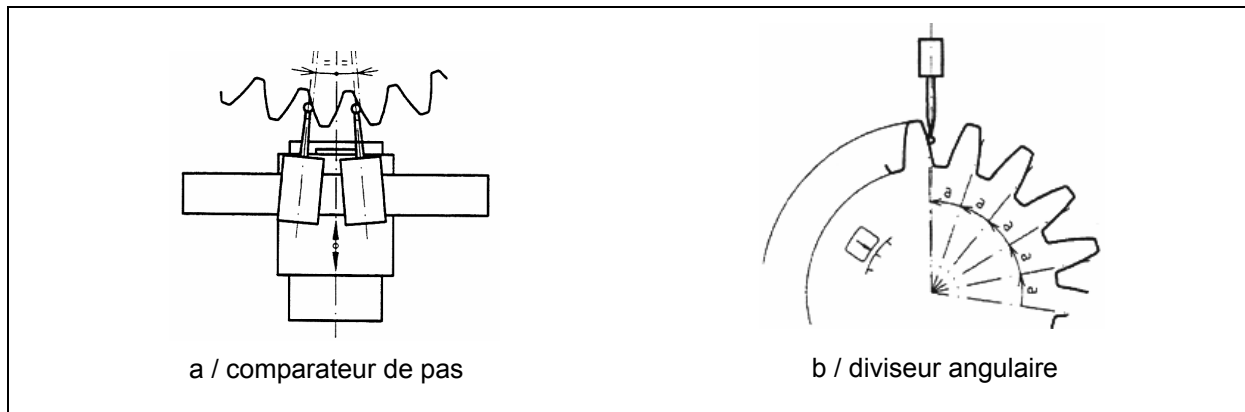 a
a
a
a
a
a / comparateur de pas
b / diviseur angulaire